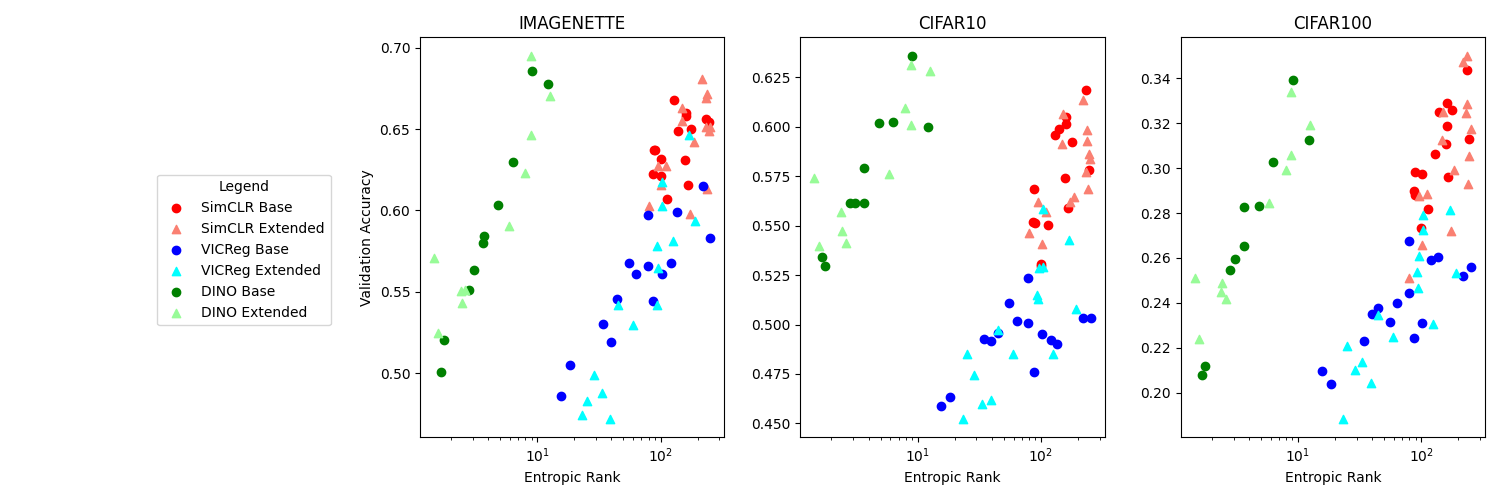 IMAGENETTE
CIFAR10
CIFAR100
Legend
SimCLR Base
SimCLR Extended
VICReg Base
VICReg Extended
DINO Base
DINO Extended
Validation Accuracy
0.70
0.65
0.60
0.55
0.50
10¹
10²
Entropic Rank
0.625
0.600
0.575
0.550
0.525
0.500
0.475
0.450
10¹
10²
Entropic Rank
0.34
0.32
0.30
0.28
0.26
0.24
0.22
0.20
10¹
10²
Entropic Rank